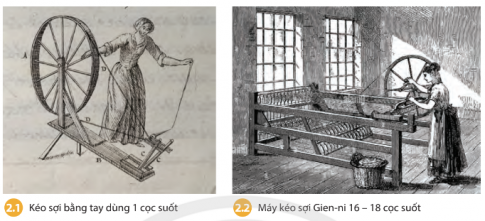 A
D
D
B
C
2.1 Kéo sợi bằng tay dùng 1 cọc suốt
2.2 Máy kéo sợi Gien-ni 16 – 18 cọc suốt